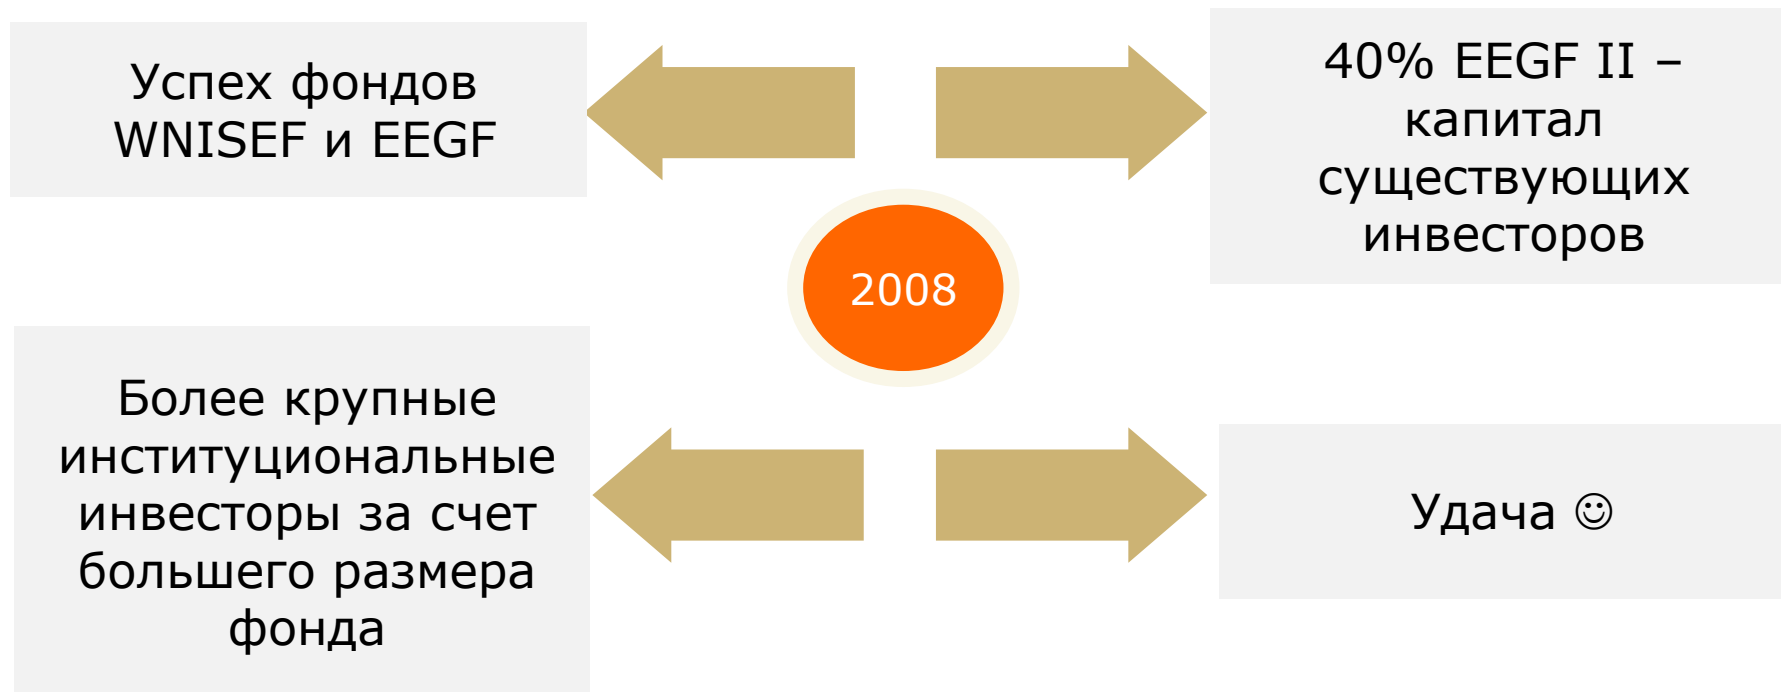 Успех фондов
WNISEF и EEGF
40% EEGF II –
капитал
существующих
инвесторов
2008
Более крупные
институциональные
инвесторы за счет
большего размера
фонда
Удача ☺